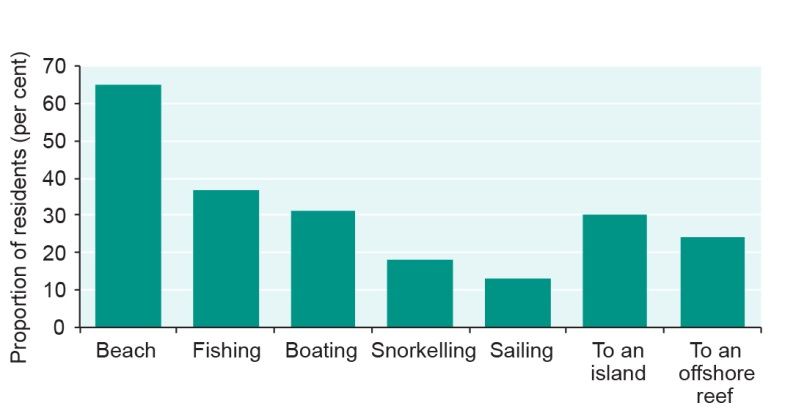 Proportion of residents (per cent)
70
60
50
40
30
20
10
0
Beach
Fishing
Boating
Snorkelling
Sailing
To an
island
To an
offshore
reef